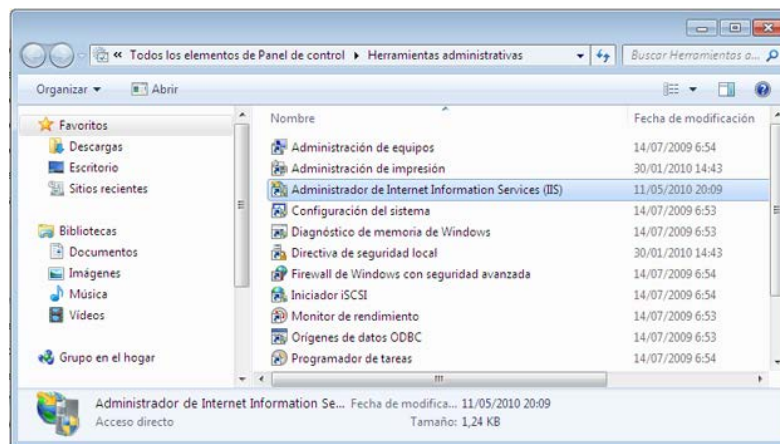 « Todos los elementos de Panel de control ▸ Herramientas administrativas
Buscar Herramientas a...
Organizar
Abrir
Favoritos
Descargas
Escritorio
Sitios recientes
Bibliotecas
Documentos
Imágenes
Música
Vídeos
Grupo en el hogar
Nombre Fecha de modificación
Administración de equipos 14/07/2009 6:54
Administración de impresión 30/01/2010 14:43
Administrador de Internet Information Services (IIS) 11/05/2010 20:09
Configuración del sistema 14/07/2009 6:53
Diagnóstico de memoria de Windows 14/07/2009 6:53
Directiva de seguridad local 30/01/2010 14:43
Firewall de Windows con seguridad avanzada 14/07/2009 6:54
Iniciador iSCSI 14/07/2009 6:54
Monitor de rendimiento 14/07/2009 6:53
Orígenes de datos ODBC 14/07/2009 6:53
Programador de tareas 14/07/2009 6:54
Administrador de Internet Information Se... Fecha de modifica... 11/05/2010 20:09
Acceso directo Tamaño: 1,24 KB